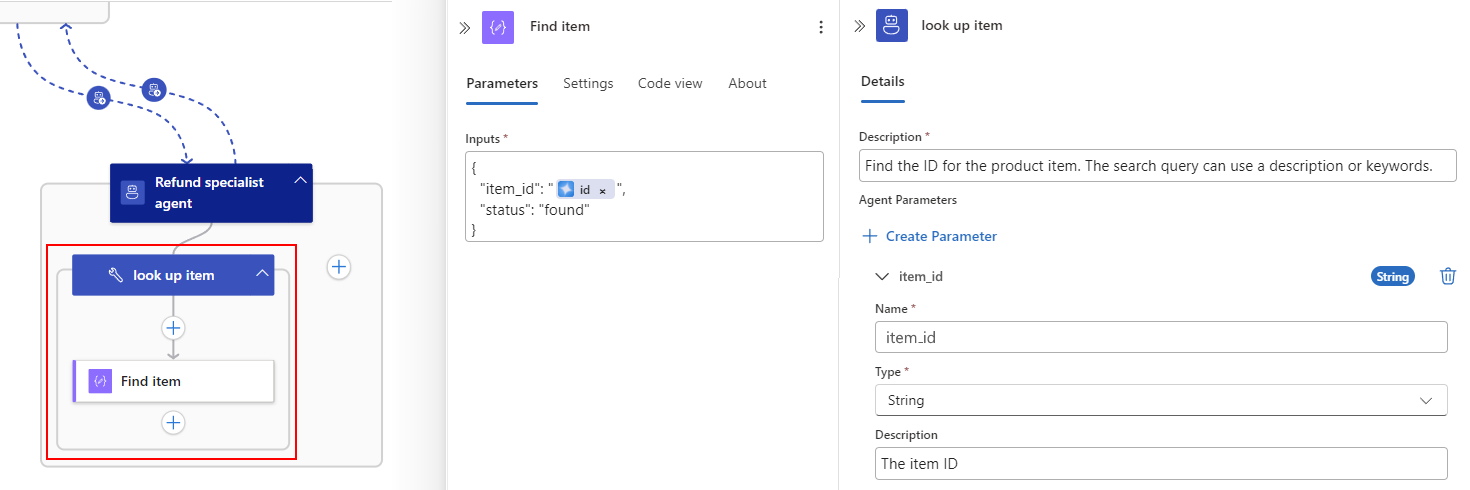 Refund specialist
agent
look up item
Find item
Find item
Parameters Settings Code view About
Inputs *
{
"item_id": " id × ",
"status": "found"
}
look up item
Details
Description *
Find the ID for the product item. The search query can use a description or keywords.
Agent Parameters
+ Create Parameter
item_id String
Name *
item_id
Type *
String
Description
The item ID